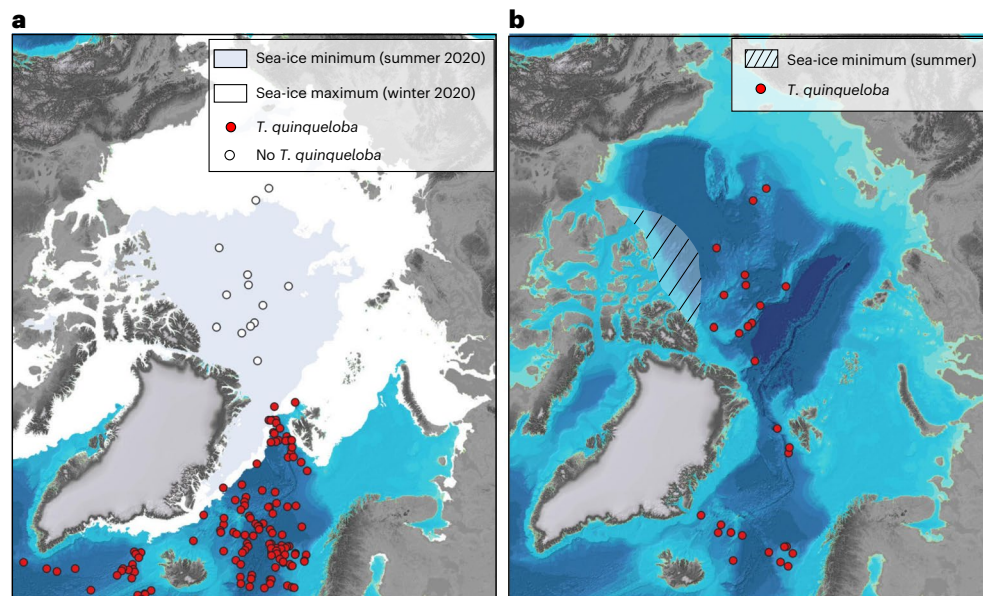 a
Sea-ice minimum (summer 2020)
Sea-ice maximum (winter 2020)
T. quinqueloba
No T. quinqueloba
b
Sea-ice minimum (summer)
T. quinqueloba